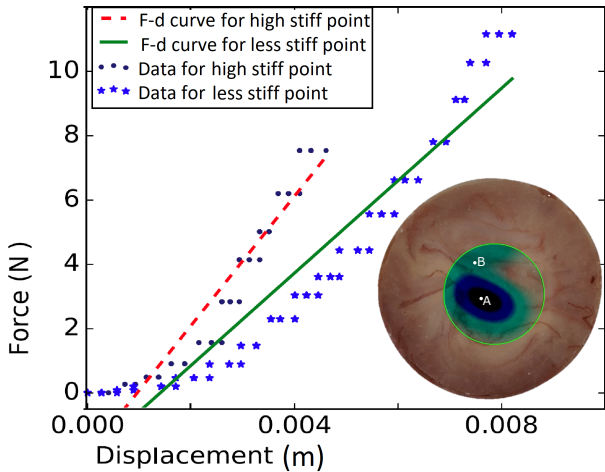 F-d curve for high stiff point
F-d curve for less stiff point
Data for high stiff point
Data for less stiff point
10
8
6
4
2
0
Force (N)
0.000
0.004
0.008
Displacement (m)
B
A